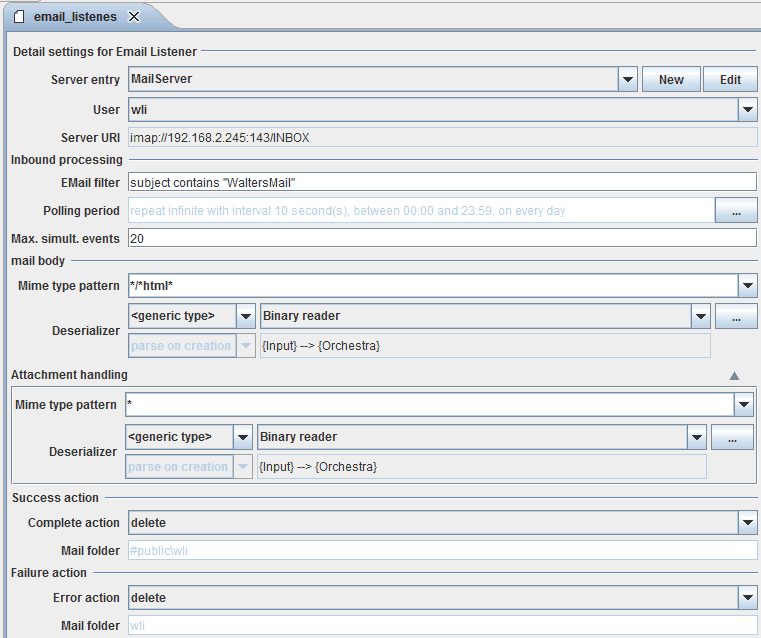 email_listenes
Detail settings for Email Listener
Server entry MailServer New Edit
User wli
Server URI imap://192.168.2.245:143/INBOX
Inbound processing
EMail filter subject contains "WaltersMail"
Polling period repeat infinite with interval 10 second(s), between 00:00 and 23:59, on every day ...
Max. simult. events 20
mail body
Mime type pattern */*html*
Deserializer <generic type> Binary reader ...
parse on creation {Input} --> {Orchestra}
Attachment handling
Mime type pattern *
Deserializer <generic type> Binary reader ...
parse on creation {Input} --> {Orchestra}
Success action
Complete action delete
Mail folder #public\wli
Failure action
Error action delete
Mail folder wli